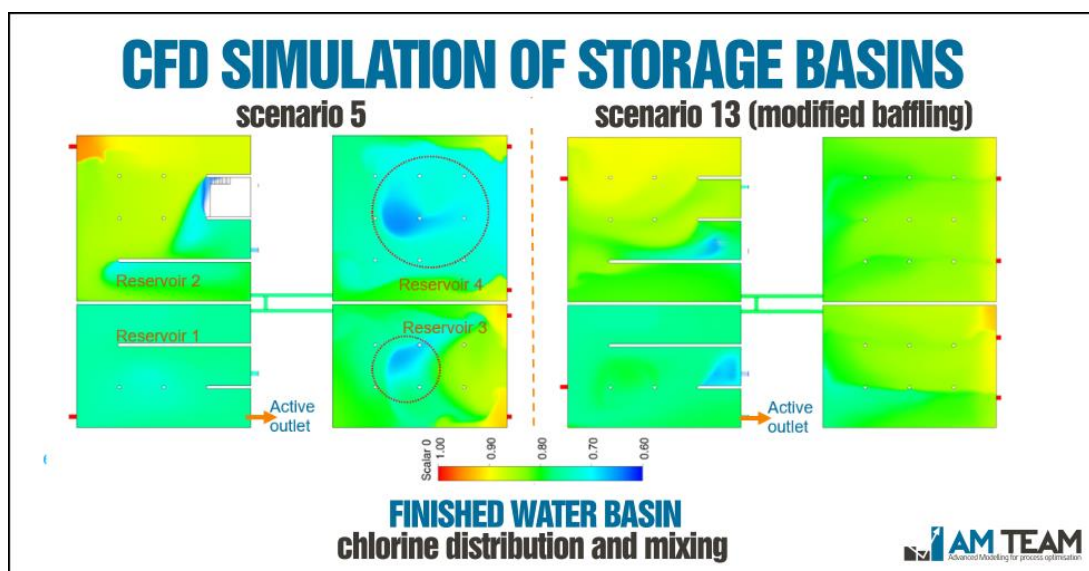 CFD SIMULATION OF STORAGE BASINS
scenario 5
scenario 13 (modified baffling)
Reservoir 2
Reservoir 4
Reservoir 1
Reservoir 3
Active
outlet
Active
outlet
Scalar 0
1.00
0.90
0.80
0.70
0.60
FINISHED WATER BASIN
chlorine distribution and mixing
AM TEAM
Advanced Modelling for process optimisation